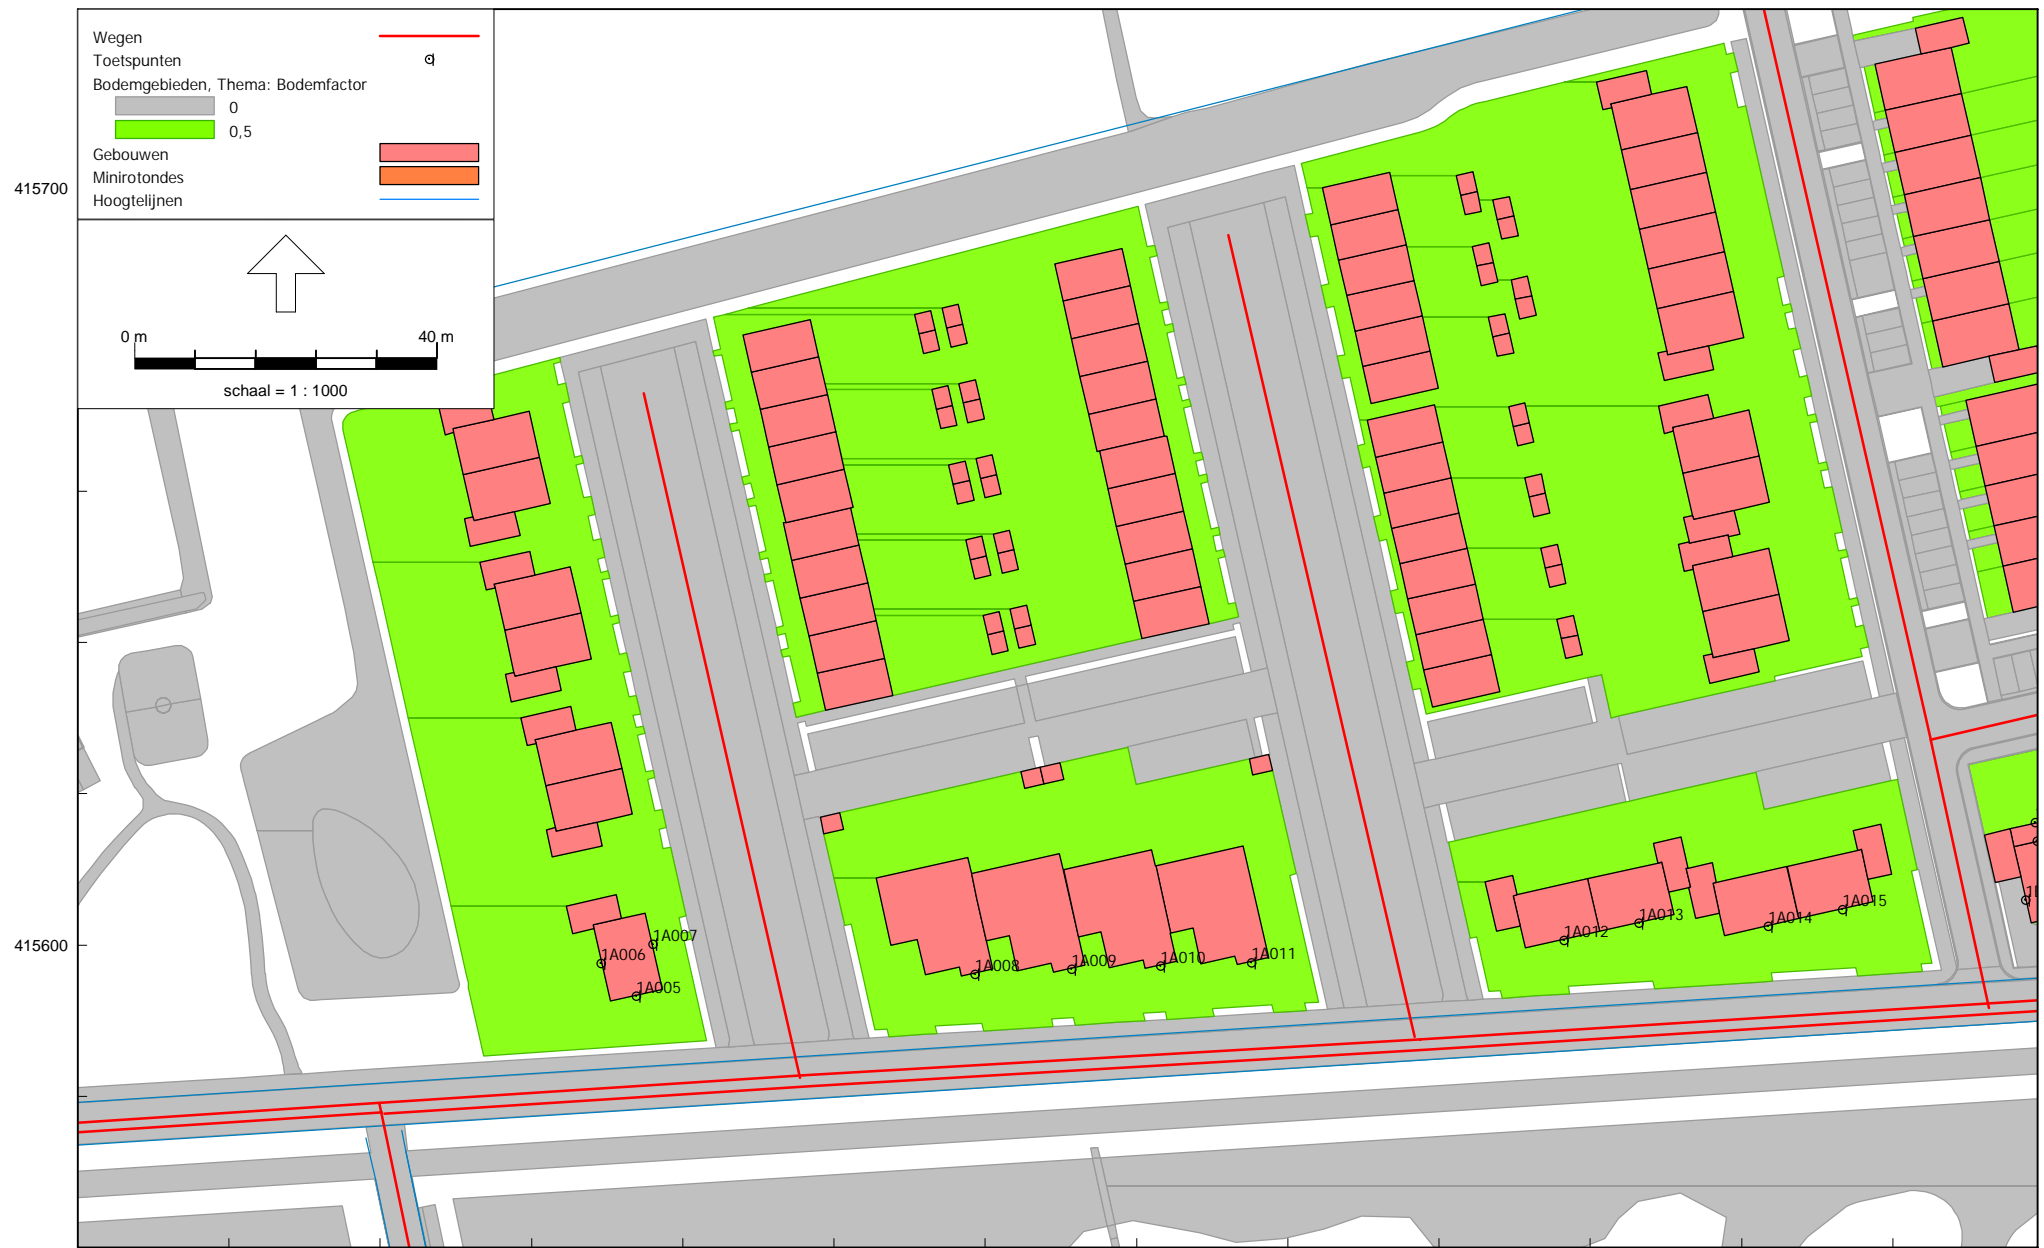 Wegen
Toetspunten
Bodemgebieden, Thema: Bodemfactor
0
0,5
Gebouwen
Minirotondes
Hoogtelijnen
415700
0 m 40 m
schaal = 1 : 1000
415600
1A007
1A006
1A005
1A008
1A009
1A010
1A011
1A012
1A013
1A014
1A015